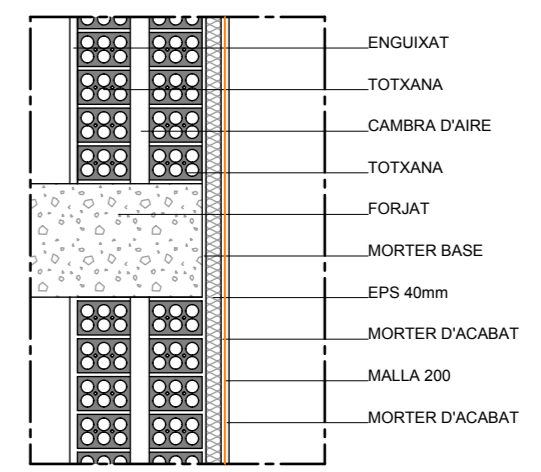 ENGUIXAT
TOTXANA
CAMBRA D'AIRE
TOTXANA
FORJAT
MORTER BASE
EPS 40mm
MORTER D'ACABAT
MALLA 200
MORTER D'ACABAT